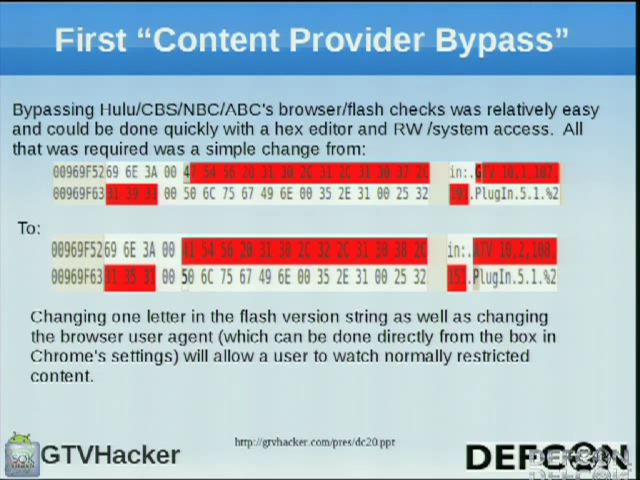 First “Content Provider Bypass”
Bypassing Hulu/CBS/NBC/ABC's browser/flash checks was relatively easy
and could be done quickly with a hex editor and RW /system access. All
that was required was a simple change from:
00969F52 69 6E 3A 00 47 54 56 20 31 30 2C 31 2C 31 30 37 2C in:.GTV 10,1,107,
00969F63 31 39 31 00 50 6C 75 67 49 6E 00 35 2E 31 00 25 32 191.PlugIn.5.1.%2
To:
00969F52 69 6E 3A 00 41 54 56 20 31 30 2C 32 2C 31 30 38 2C in:.ATV 10,2,108,
00969F63 31 35 31 00 50 6C 75 67 49 6E 00 35 2E 31 00 25 32 151.PlugIn.5.1.%2
Changing one letter in the flash version string as well as changing
the browser user agent (which can be done directly from the box in
Chrome's settings) will allow a user to watch normally restricted
content.
http://gtvhacker.com/pres/dc20.ppt
GTVHacker
DEFCON
DEFCON